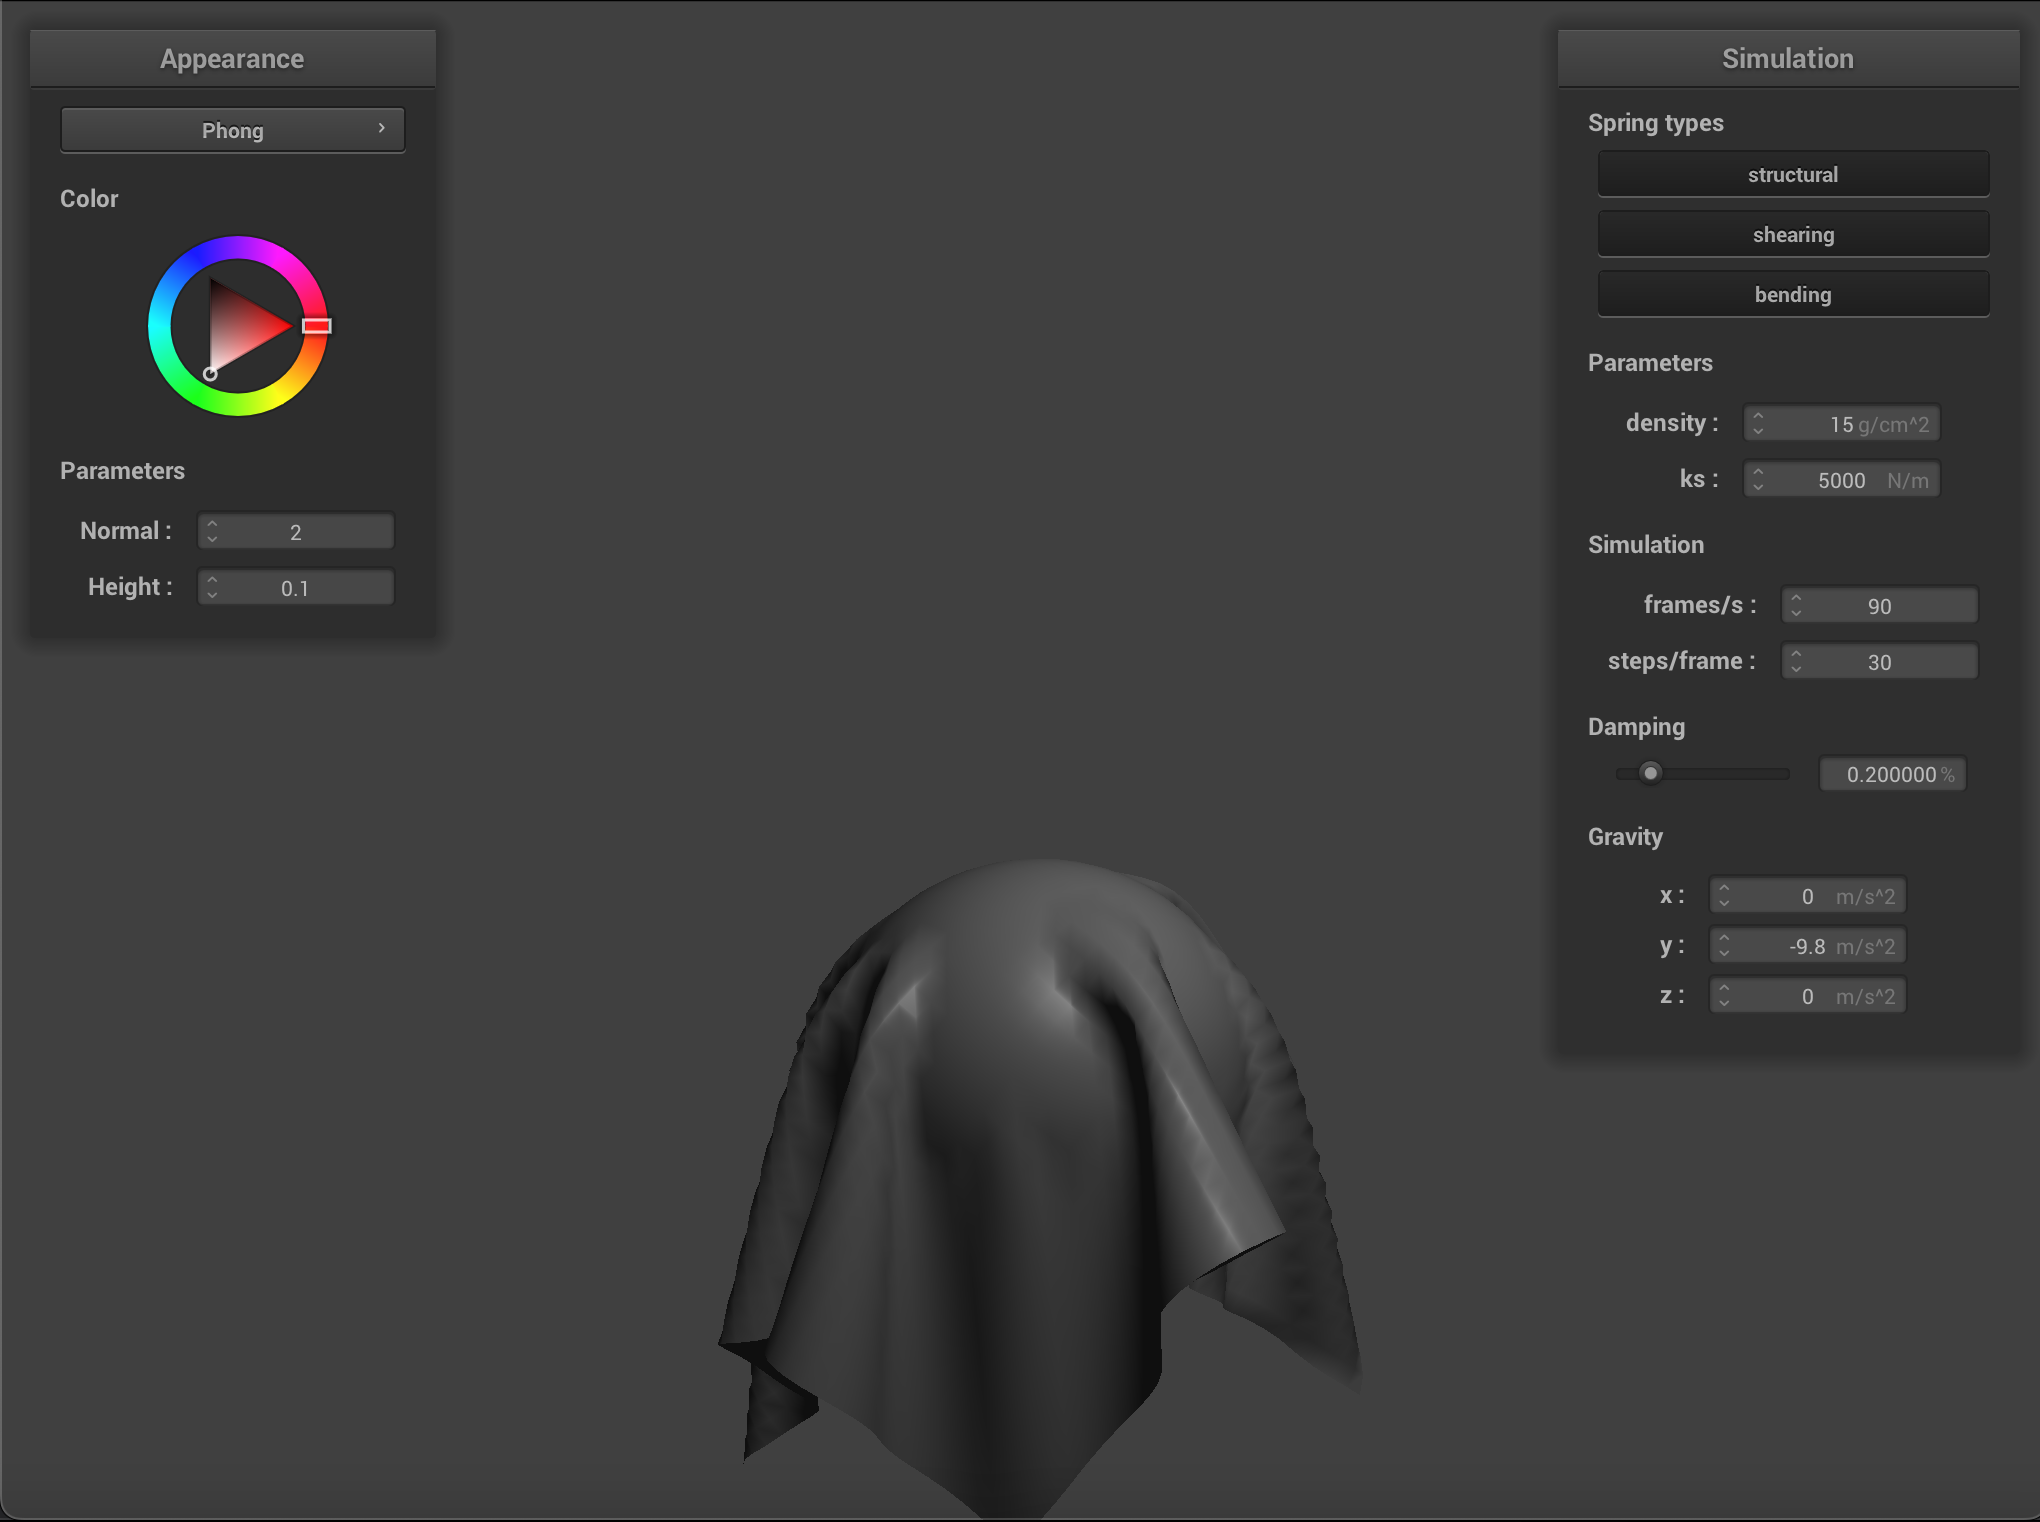 Appearance
Phong
Color
Parameters
Normal : 2
Height : 0.1
Simulation
Spring types
structural
shearing
bending
Parameters
density : 15 g/cm^2
ks : 5000 N/m
Simulation
frames/s : 90
steps/frame : 30
Damping
0.200000 %
Gravity
x : 0 m/s^2
y : -9.8 m/s^2
z : 0 m/s^2